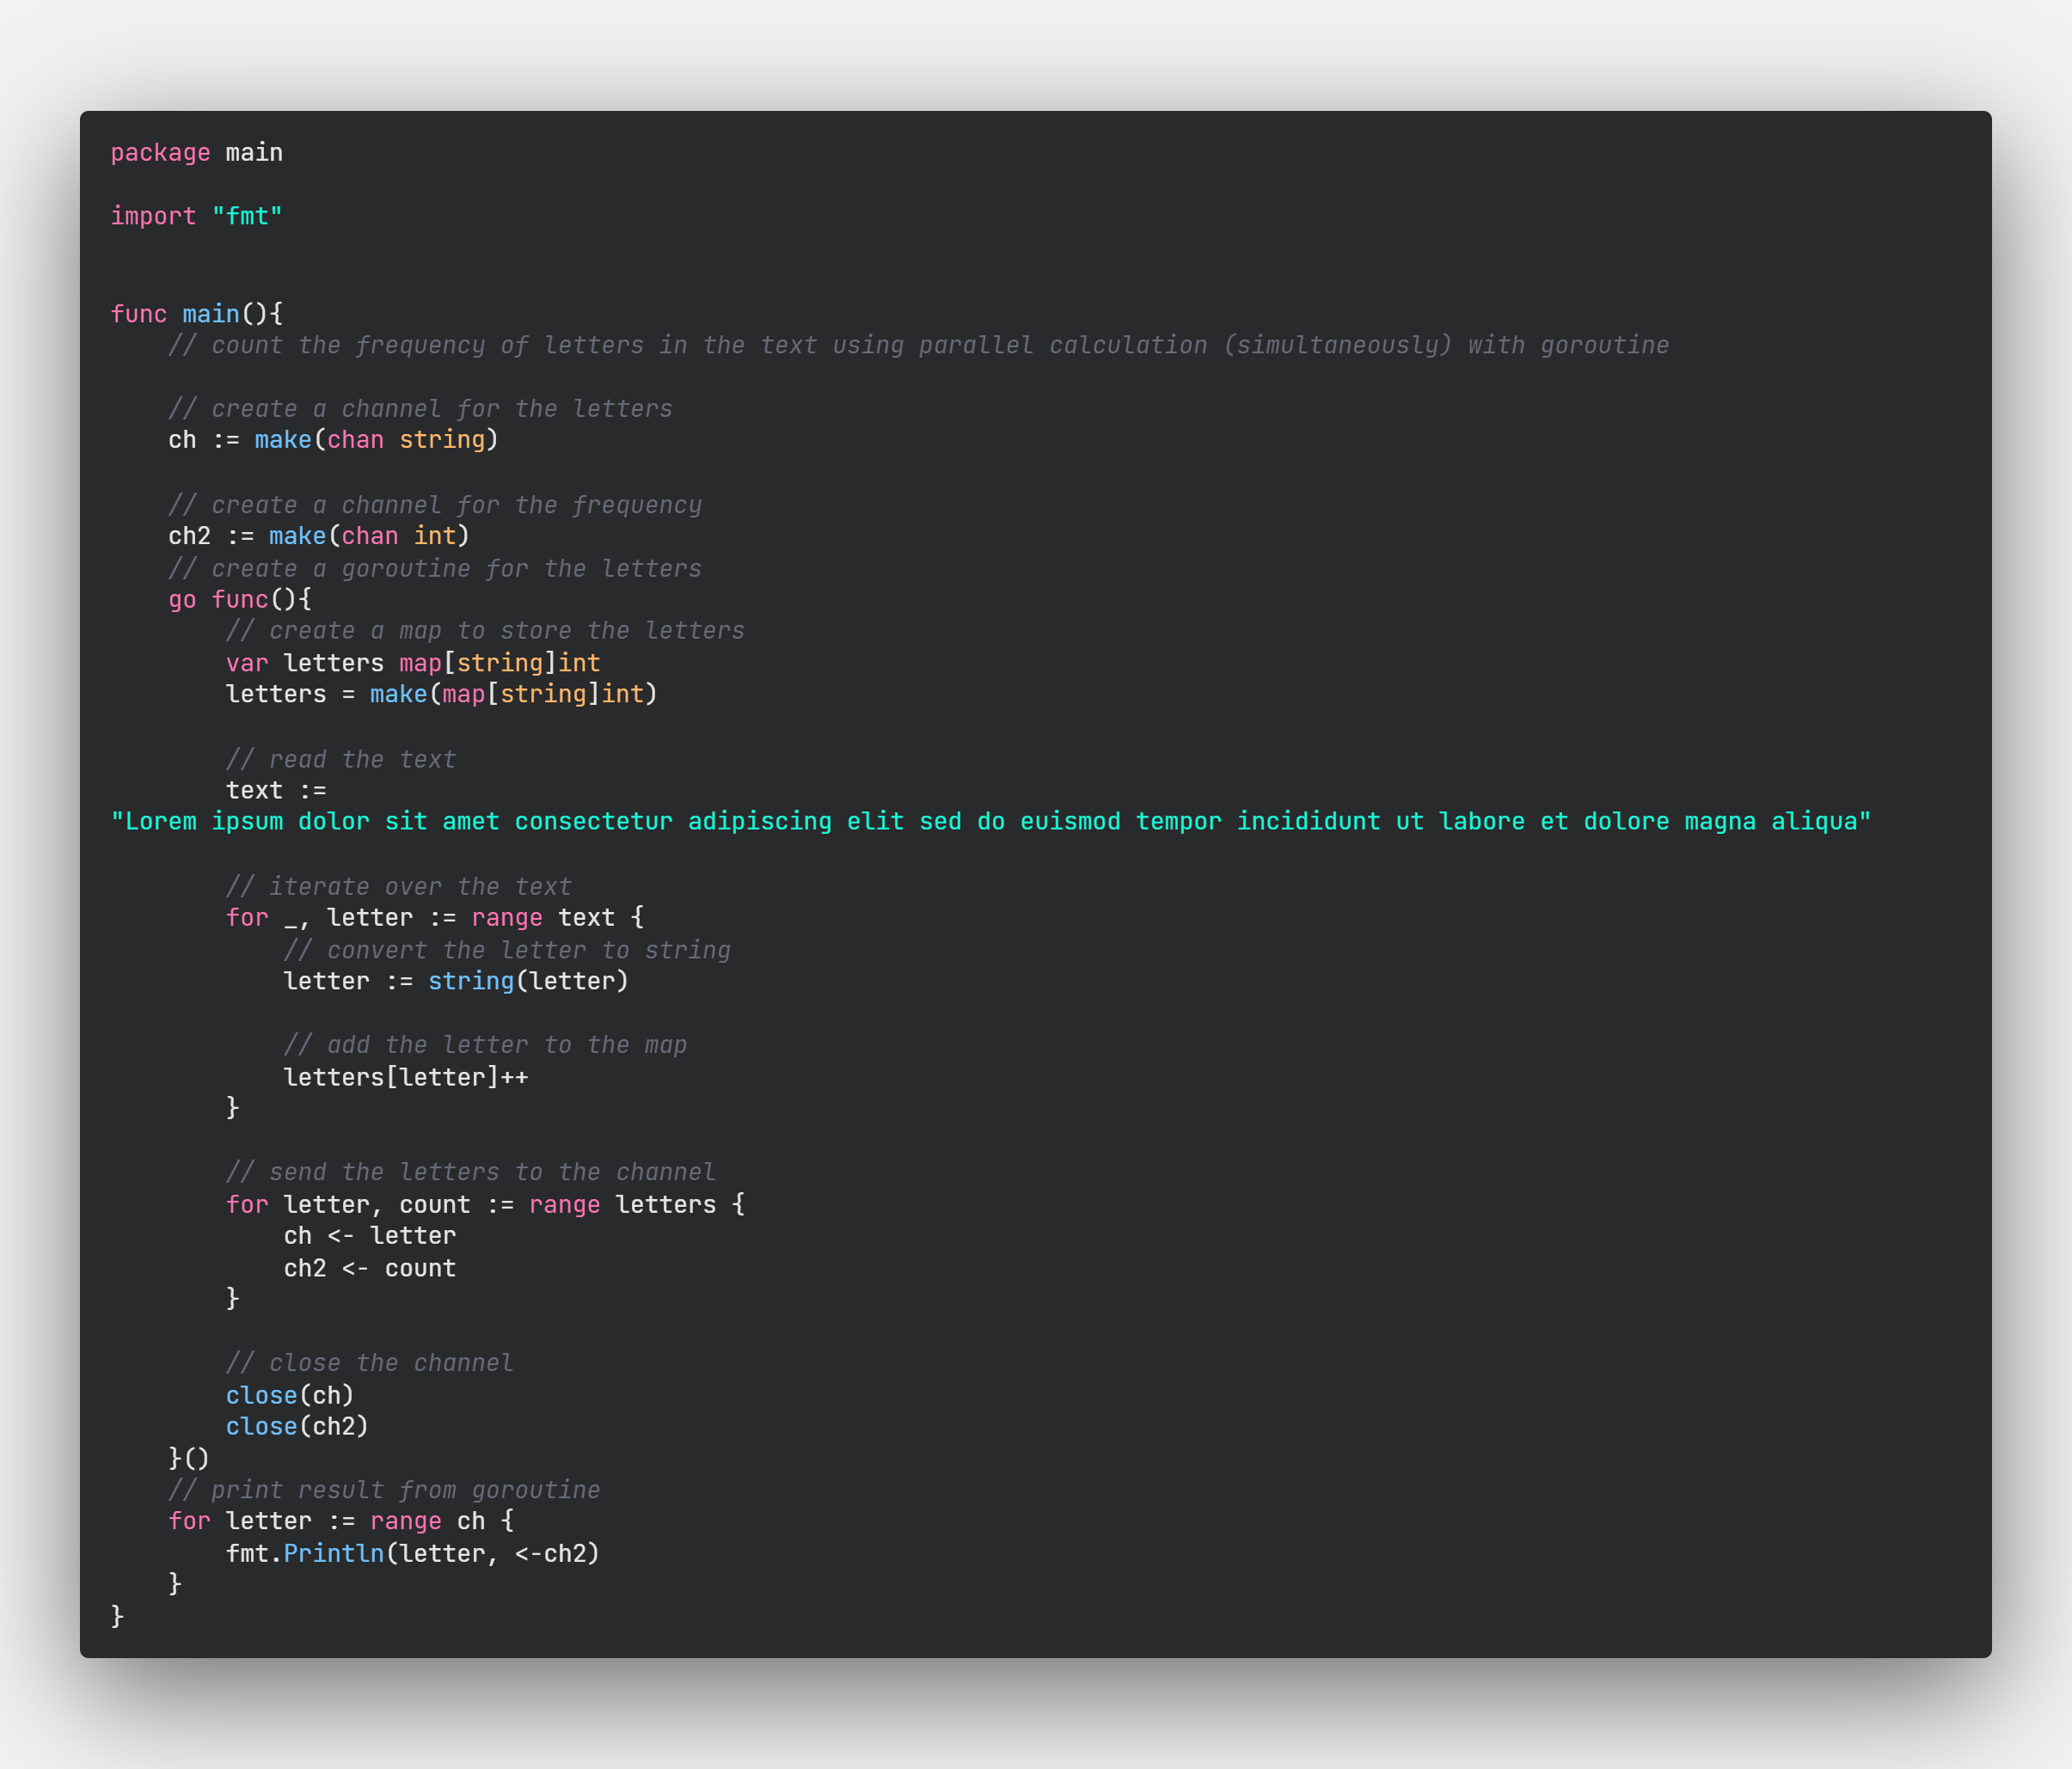 package main

import "fmt"


func main(){
    // count the frequency of letters in the text using parallel calculation (simultaneously) with goroutine

    // create a channel for the letters
    ch := make(chan string)

    // create a channel for the frequency
    ch2 := make(chan int)
    // create a goroutine for the letters
    go func(){
        // create a map to store the letters
        var letters map[string]int
        letters = make(map[string]int)

        // read the text
        text :=
"Lorem ipsum dolor sit amet consectetur adipiscing elit sed do euismod tempor incididunt ut labore et dolore magna aliqua"

        // iterate over the text
        for _, letter := range text {
            // convert the letter to string
            letter := string(letter)

            // add the letter to the map
            letters[letter]++
        }

        // send the letters to the channel
        for letter, count := range letters {
            ch <- letter
            ch2 <- count
        }

        // close the channel
        close(ch)
        close(ch2)
    }()
    // print result from goroutine
    for letter := range ch {
        fmt.Println(letter, <-ch2)
    }
}